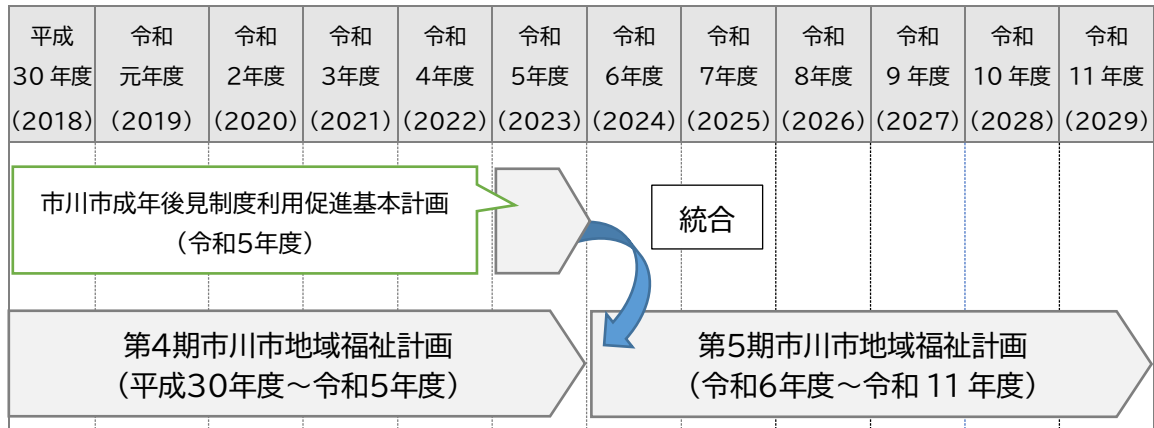 平成 令和 令和 令和 令和 令和 令和 令和 令和 令和 令和 令和
30 年度 元年度 2年度 3年度 4年度 5年度 6年度 7年度 8年度 9 年度 10 年度 11 年度
(2018) (2019) (2020) (2021) (2022) (2023) (2024) (2025) (2026) (2027) (2028) (2029)
市川市成年後見制度利用促進基本計画
（令和5年度）
統合
第4期市川市地域福祉計画
（平成30年度～令和5年度）
第5期市川市地域福祉計画
（令和6年度～令和 11 年度）